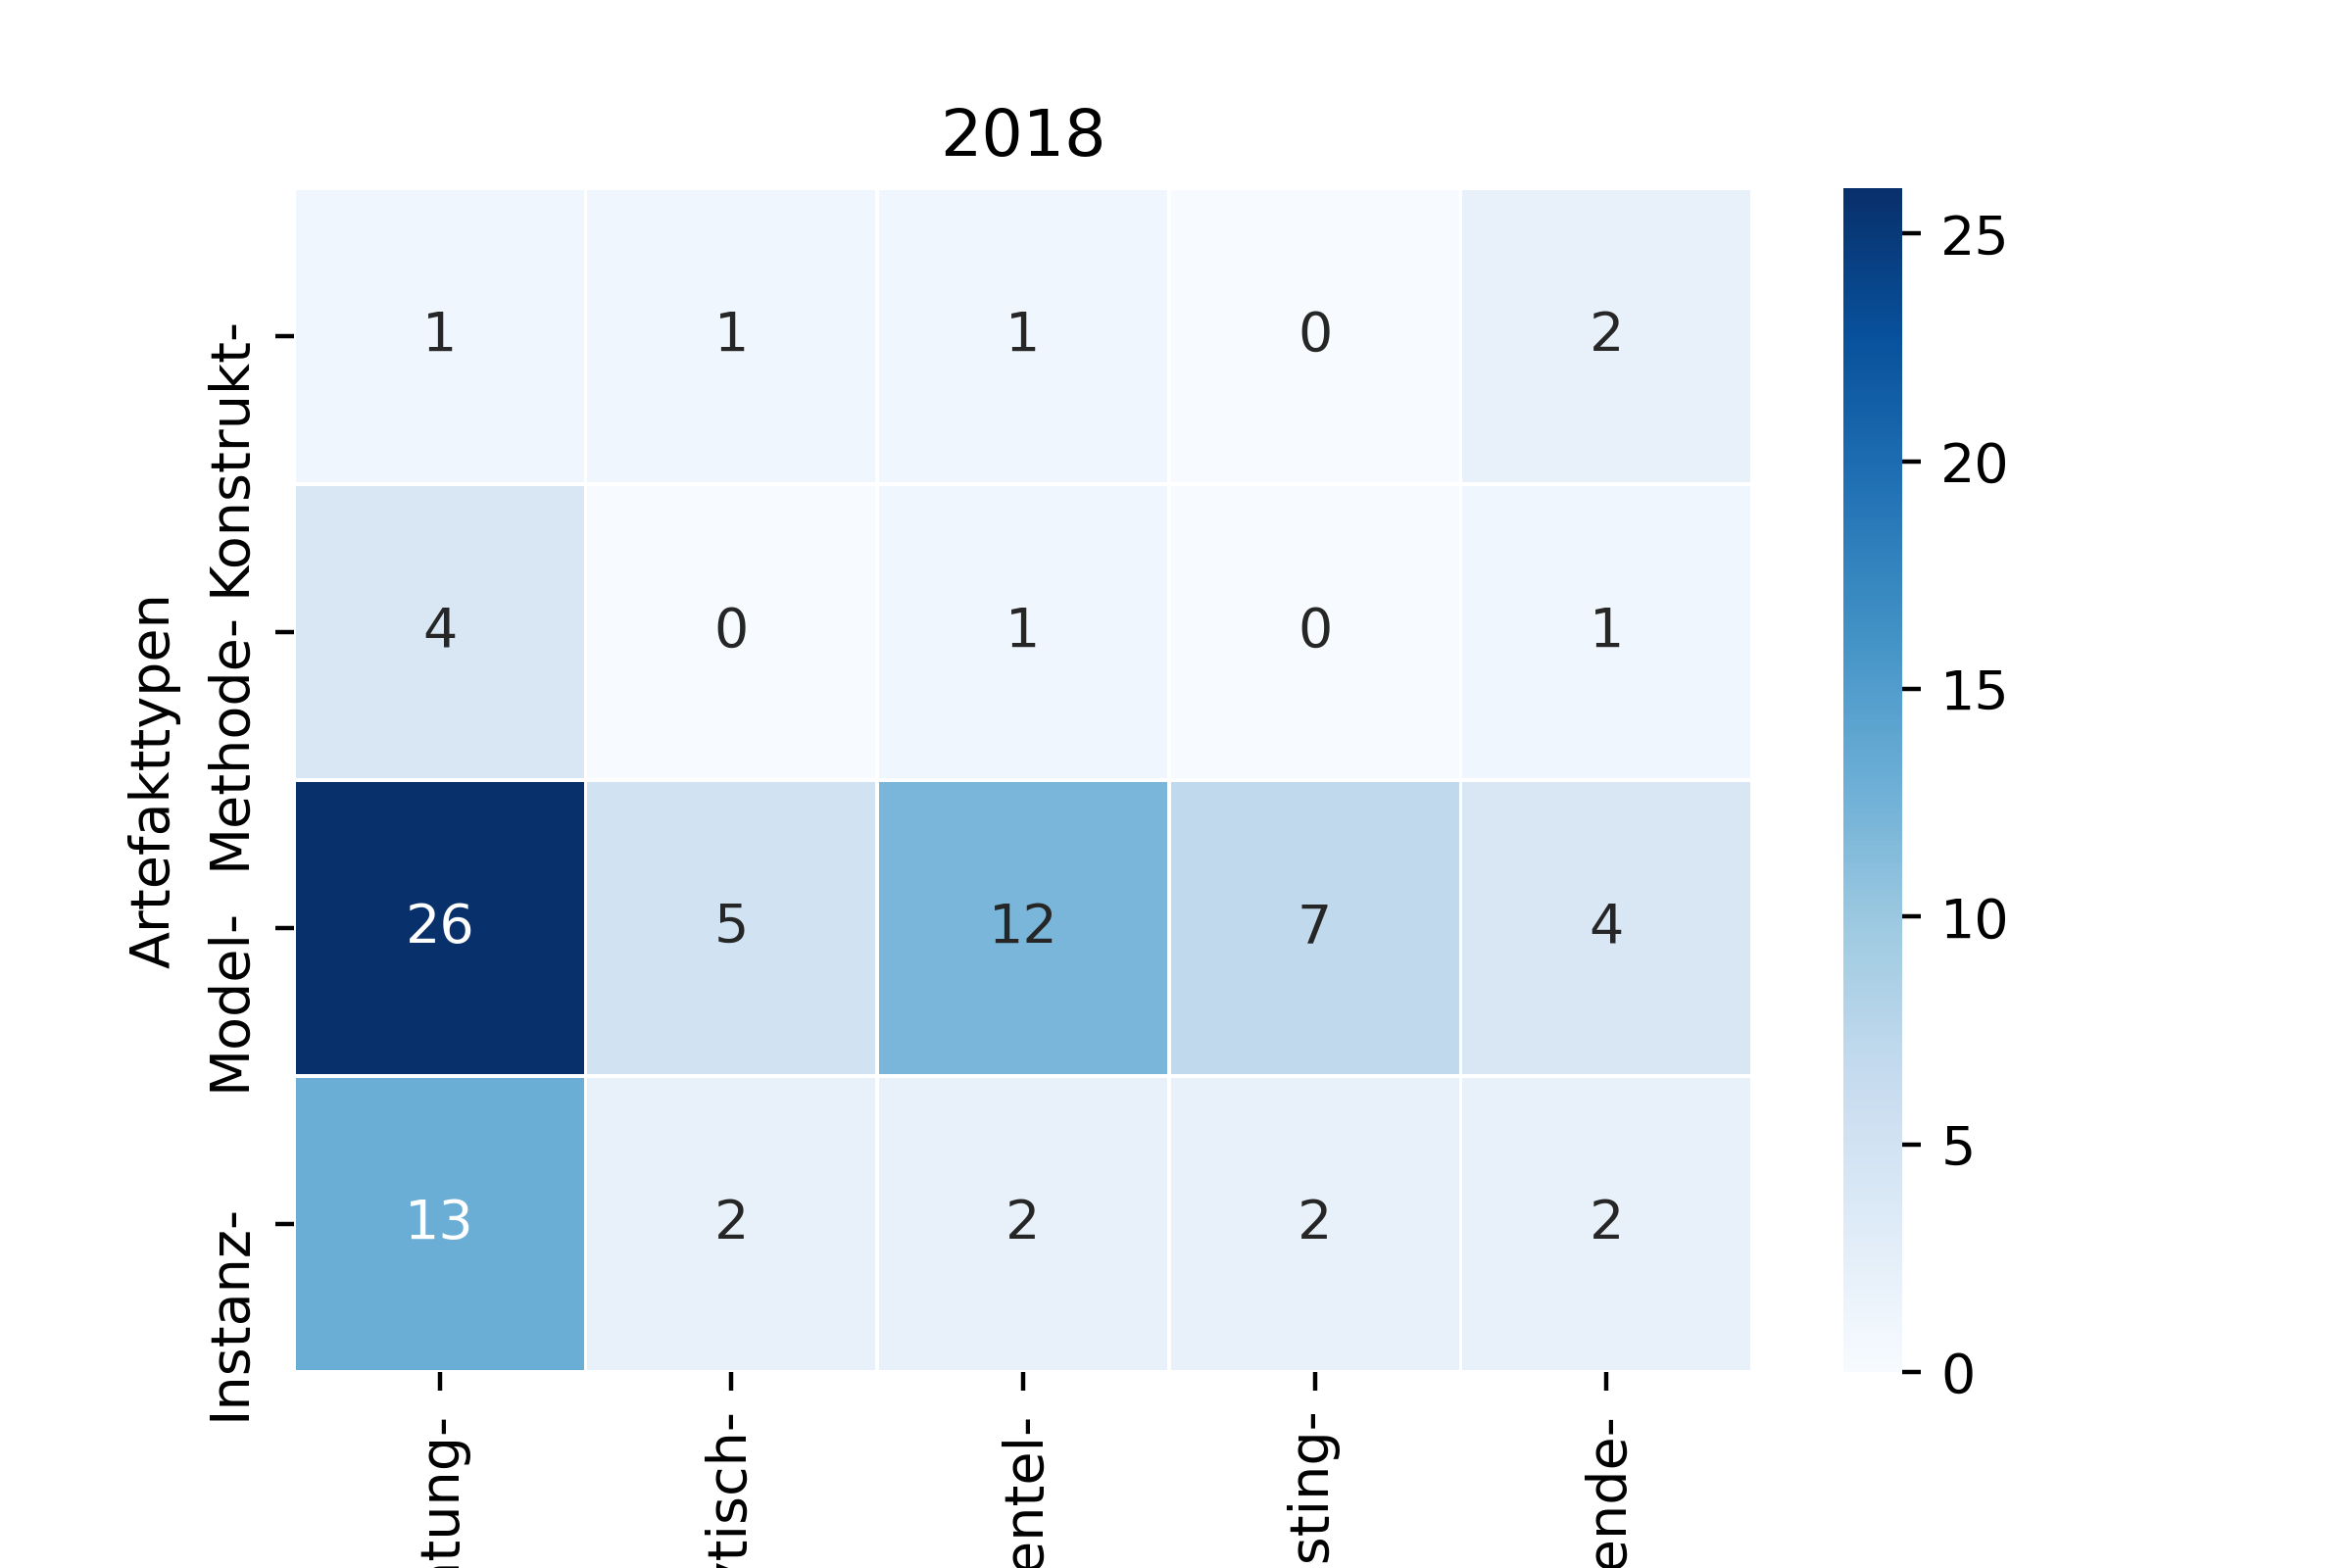 2018
Artefakttypen
Konstrukt-
1 1 1 0 2
Methode-
4 0 1 0 1
Model-
26 5 12 7 4
Instanz-
13 2 2 2 2
25
20
15
10
5
0